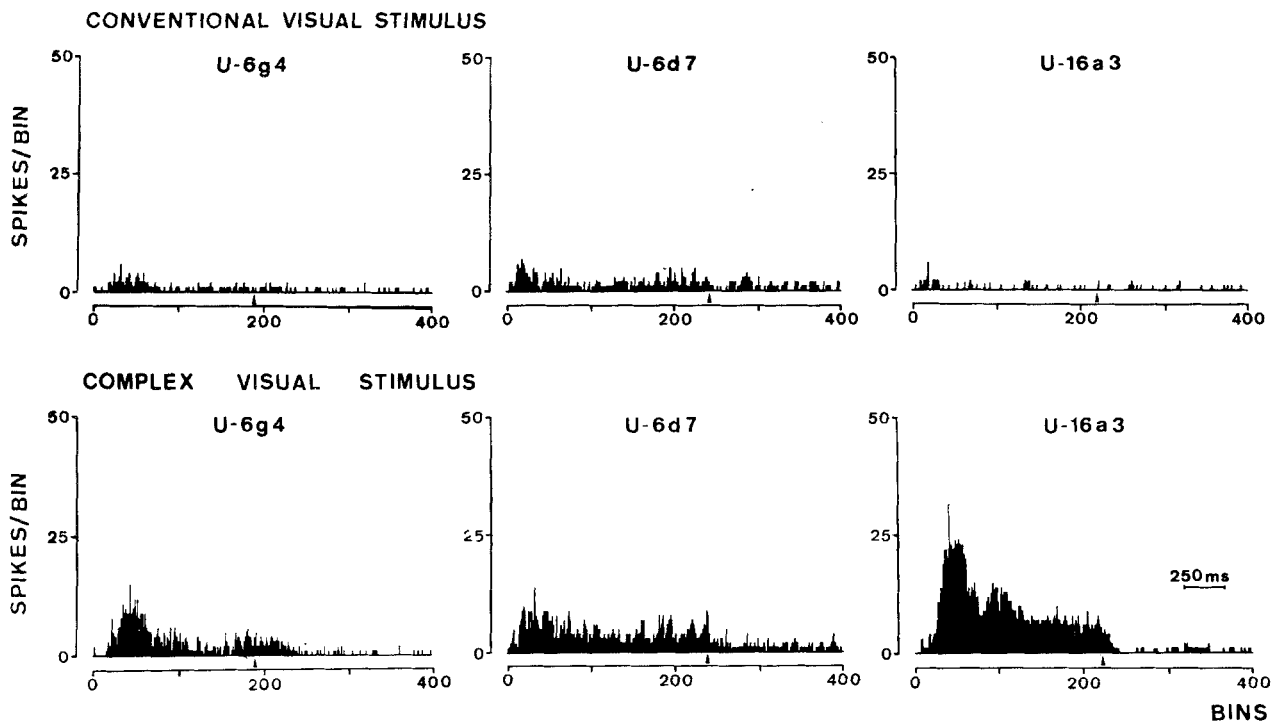 CONVENTIONAL VISUAL STIMULUS
U-6g4 U-6d7 U-16a3
50 50 50
25 25 25
0 0 0
SPIKES/BIN
0 200 400 0 200 400 0 200 400
COMPLEX VISUAL STIMULUS
U-6g4 U-6d7 U-16a3
50 50 50
25 25 25
0 0 0
SPIKES/BIN
250ms
0 200 400 0 200 400 0 200 400
BINS